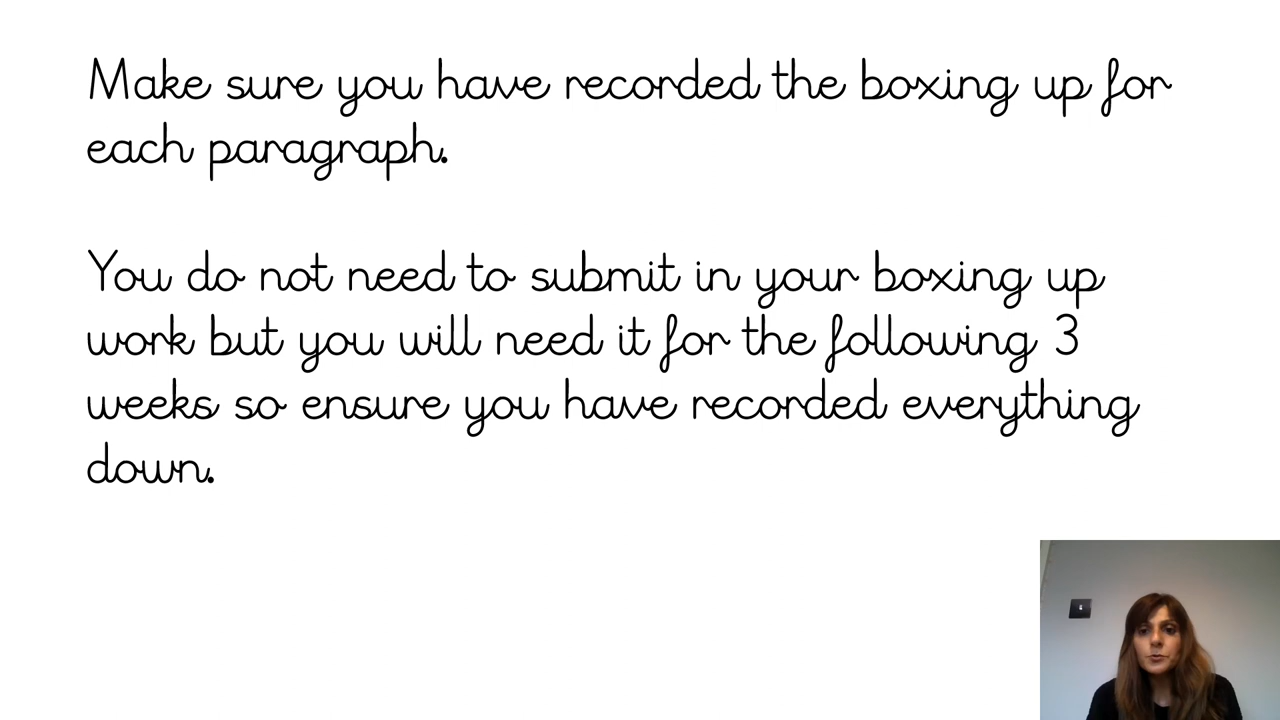 Make sure you have recorded the boxing up for
each paragraph.
You do not need to submit in your boxing up
work but you will need it for the following 3
weeks so ensure you have recorded everything
down.